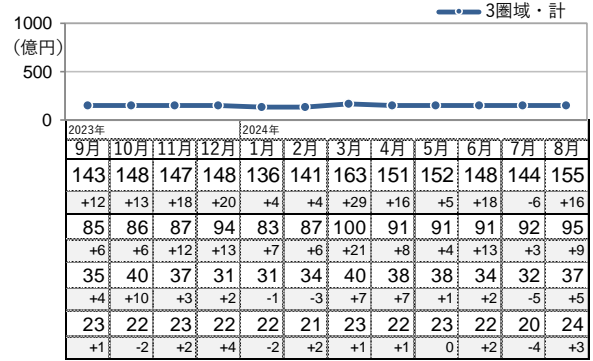 3圏域・計
1000
(億円)
500
0
2023年 2024年
9月 10月 11月 12月 1月 2月 3月 4月 5月 6月 7月 8月
143 148 147 148 136 141 163 151 152 148 144 155
+12 +13 +18 +20 +4 +4 +29 +16 +5 +18 -6 +16
85 86 87 94 83 87 100 91 91 91 92 95
+6 +6 +12 +13 +7 +6 +21 +8 +4 +13 +3 +9
35 40 37 31 31 34 40 38 38 34 32 37
+4 +10 +3 +2 -1 -3 +7 +7 +1 +2 -5 +5
23 22 23 22 22 21 23 22 23 22 20 24
+1 -2 +2 +4 -2 +2 +1 +1 0 +2 -4 +3